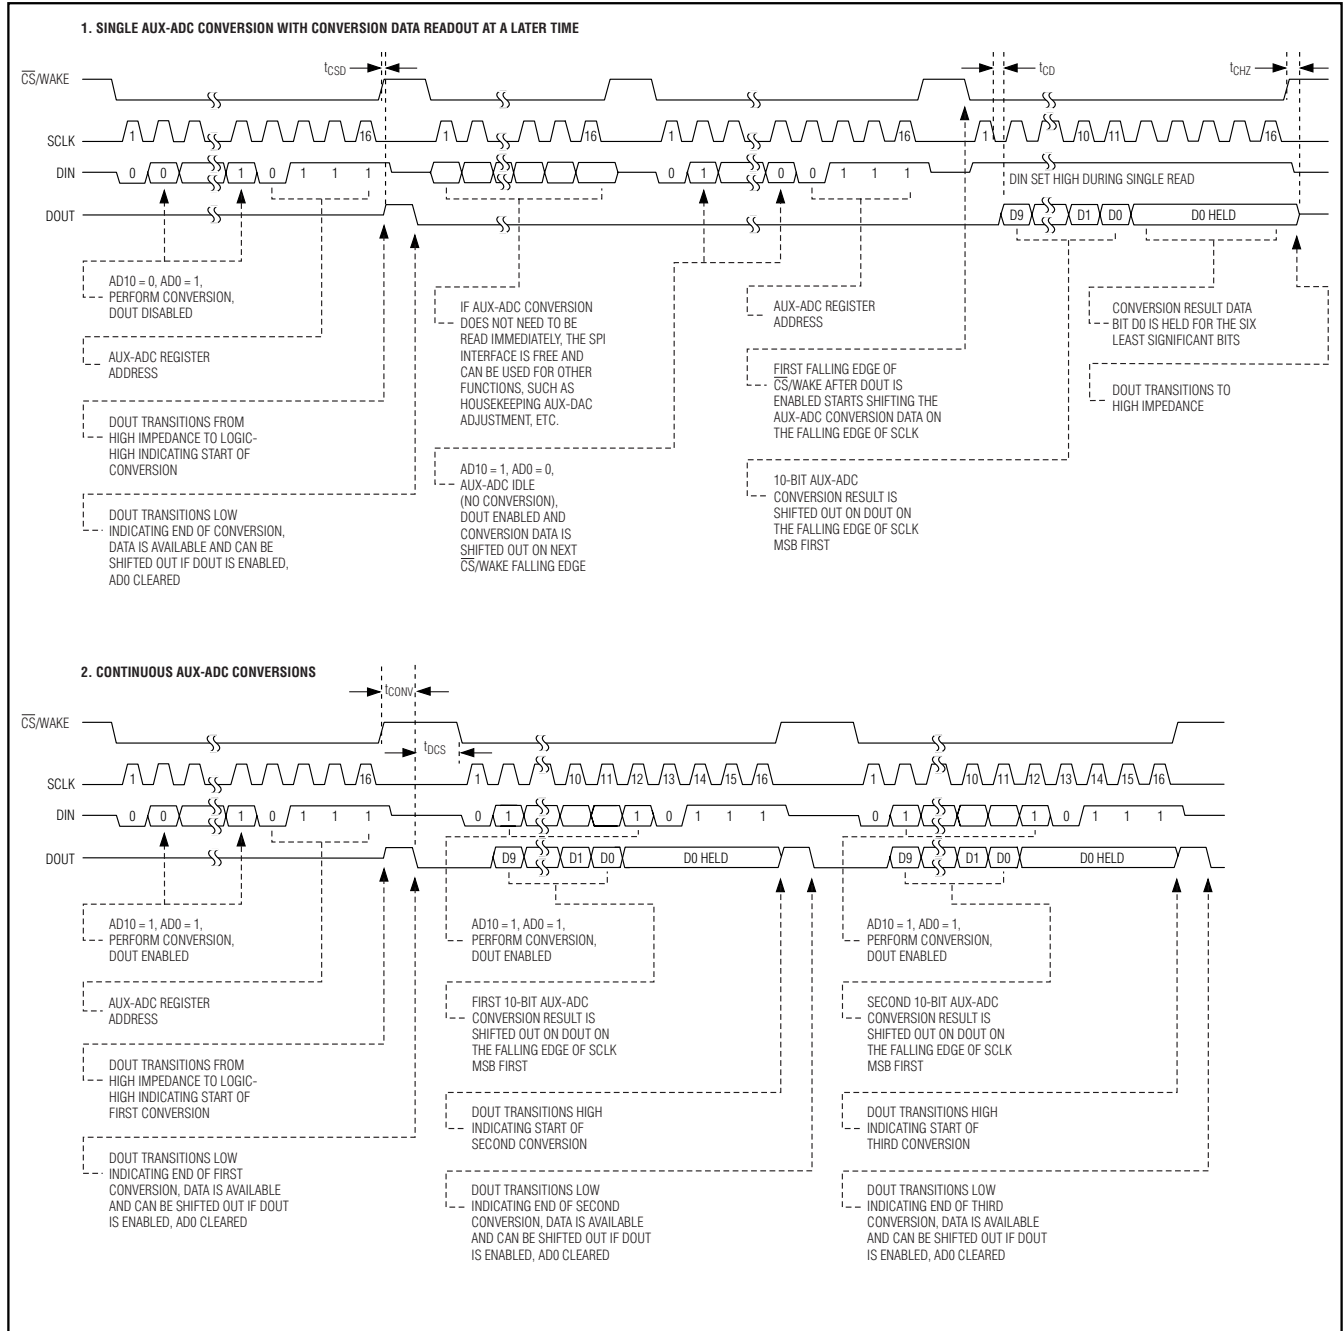 1. SINGLE AUX-ADC CONVERSION WITH CONVERSION DATA READOUT AT A LATER TIME
tCSD
tCD
tCHZ
CS/WAKE
SCLK
1 16 1 16 1 16 1 10 11 16
DIN
0 0 1 0 1 1 1 0 1 0 0 1 1 1
DIN SET HIGH DURING SINGLE READ
DOUT
D9 D1 D0 D0 HELD
AD10 = 0, AD0 = 1,
PERFORM CONVERSION,
DOUT DISABLED
AUX-ADC REGISTER
ADDRESS
DOUT TRANSITIONS FROM
HIGH IMPEDANCE TO LOGIC-
HIGH INDICATING START OF
CONVERSION
DOUT TRANSITIONS LOW
INDICATING END OF CONVERSION,
DATA IS AVAILABLE AND CAN BE
SHIFTED OUT IF DOUT IS ENABLED,
AD0 CLEARED
IF AUX-ADC CONVERSION
DOES NOT NEED TO BE
READ IMMEDIATELY, THE SPI
INTERFACE IS FREE AND
CAN BE USED FOR OTHER
FUNCTIONS, SUCH AS
HOUSEKEEPING AUX-DAC
ADJUSTMENT, ETC.
AD10 = 1, AD0 = 0,
AUX-ADC IDLE
(NO CONVERSION),
DOUT ENABLED AND
CONVERSION DATA IS
SHIFTED OUT ON NEXT
CS/WAKE FALLING EDGE
AUX-ADC REGISTER
ADDRESS
FIRST FALLING EDGE OF
CS/WAKE AFTER DOUT IS
ENABLED STARTS SHIFTING THE
AUX-ADC CONVERSION DATA ON
THE FALLING EDGE OF SCLK
10-BIT AUX-ADC
CONVERSION RESULT IS
SHIFTED OUT ON DOUT ON
THE FALLING EDGE OF SCLK
MSB FIRST
CONVERSION RESULT DATA
BIT D0 IS HELD FOR THE SIX
LEAST SIGNIFICANT BITS
DOUT TRANSITIONS TO
HIGH IMPEDANCE
2. CONTINUOUS AUX-ADC CONVERSIONS
tCONV
CS/WAKE
tDCS
SCLK
1 16 1 10 11 12 13 14 15 16 1 10 11 12 13 14 15 16
DIN
0 0 1 0 1 1 1 0 1 1 0 1 1 1 0 1 1 0 1 1 1
DOUT
D9 D1 D0 D0 HELD D9 D1 D0 D0 HELD
AD10 = 1, AD0 = 1,
PERFORM CONVERSION,
DOUT ENABLED
AUX-ADC REGISTER
ADDRESS
DOUT TRANSITIONS FROM
HIGH IMPEDANCE TO LOGIC-
HIGH INDICATING START OF
FIRST CONVERSION
DOUT TRANSITIONS LOW
INDICATING END OF FIRST
CONVERSION, DATA IS AVAILABLE
AND CAN BE SHIFTED OUT IF DOUT
IS ENABLED, AD0 CLEARED
AD10 = 1, AD0 = 1,
PERFORM CONVERSION,
DOUT ENABLED
FIRST 10-BIT AUX-ADC
CONVERSION RESULT IS
SHIFTED OUT ON DOUT ON
THE FALLING EDGE OF SCLK
MSB FIRST
DOUT TRANSITIONS HIGH
INDICATING START OF
SECOND CONVERSION
DOUT TRANSITIONS LOW
INDICATING END OF SECOND
CONVERSION, DATA IS AVAILABLE
AND CAN BE SHIFTED OUT IF DOUT
IS ENABLED, AD0 CLEARED
AD10 = 1, AD0 = 1,
PERFORM CONVERSION,
DOUT ENABLED
SECOND 10-BIT AUX-ADC
CONVERSION RESULT IS
SHIFTED OUT ON DOUT ON
THE FALLING EDGE OF SCLK
MSB FIRST
DOUT TRANSITIONS HIGH
INDICATING START OF
THIRD CONVERSION
DOUT TRANSITIONS LOW
INDICATING END OF THIRD
CONVERSION, DATA IS AVAILABLE
AND CAN BE SHIFTED OUT IF DOUT
IS ENABLED, AD0 CLEARED